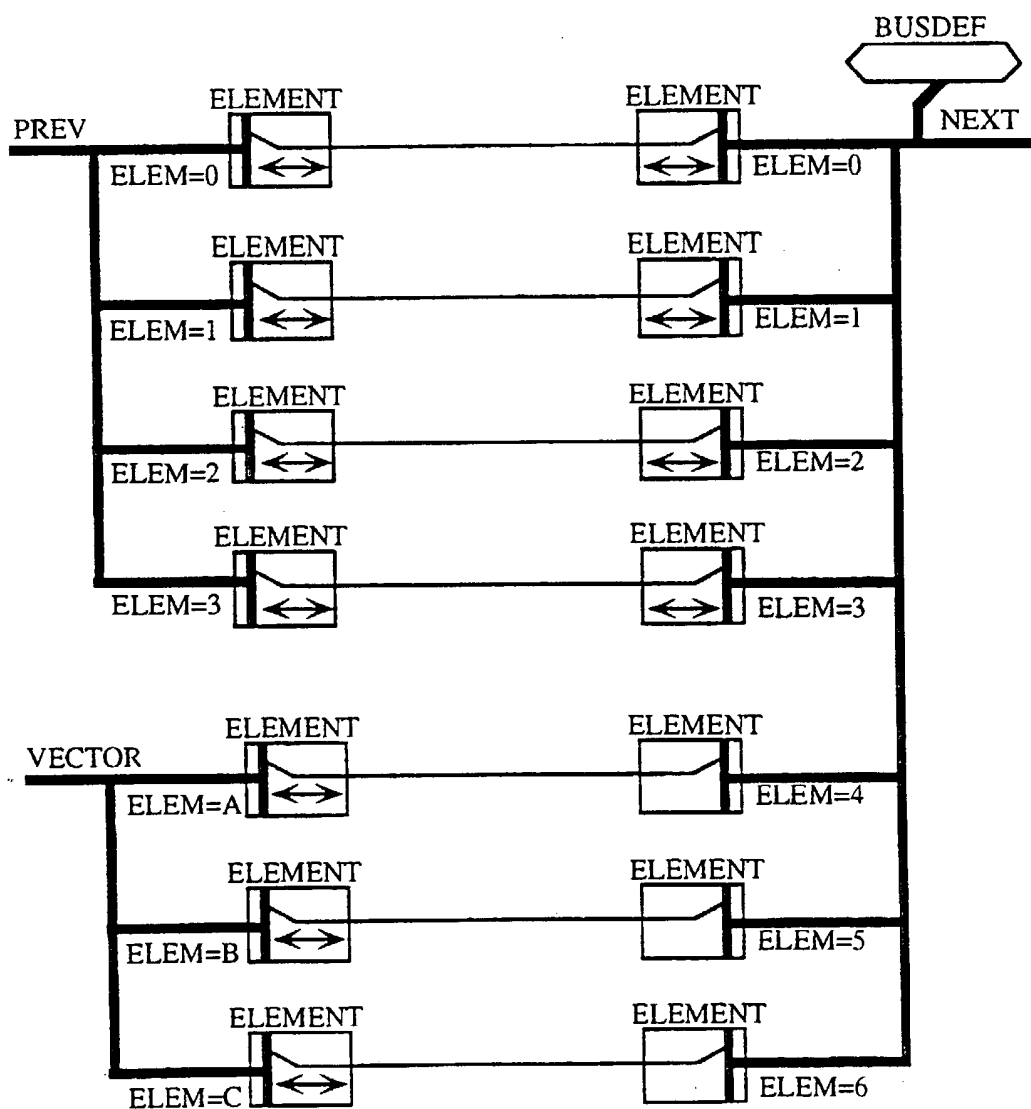 BUSDEF
ELEMENT ELEMENT
PREV NEXT
ELEM=0 ELEM=0
ELEMENT ELEMENT
ELEM=1 ELEM=1
ELEMENT ELEMENT
ELEM=2 ELEM=2
ELEMENT ELEMENT
ELEM=3 ELEM=3
ELEMENT ELEMENT
VECTOR
ELEM=A ELEM=4
ELEMENT ELEMENT
ELEM=B ELEM=5
ELEMENT ELEMENT
ELEM=C ELEM=6